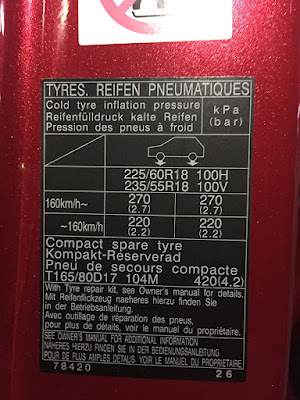 TYRES, REIFEN PNEUMATIQUES
Cold tyre inflation pressure
Reifenfülldruck kalte Reifen
Pression des pneus à froid
kPa
(bar)
225/60R18 100H
235/55R18 100V
160km/h~ 270 270
(2.7) (2.7)
~160km/h 220 220
(2.2) (2.2)
Compact spare tyre
Kompakt-Reserverad
Pneu de secours compacte
T165/80D17 104M 420(4.2)
With Tyre repair kit, see Owner's manual for details.
Mit Reifenflickzeug naeheres hierzu finden Sie
in der Betriebsanleitung.
Avec outillage de réparation des pneus,
pour plus de détails, voir le manuel du propriétaire.
SEE OWNER'S MANUAL FOR ADDITIONAL INFORMATION
NÄHERES HIERZU FINDEN SIE IN DER BEDIENUNGSANLEITUNG
POUR DE PLUS AMPLES DÉTAILS, VOIR LE MANUEL DU PROPRIÉTAIRE
78420 26